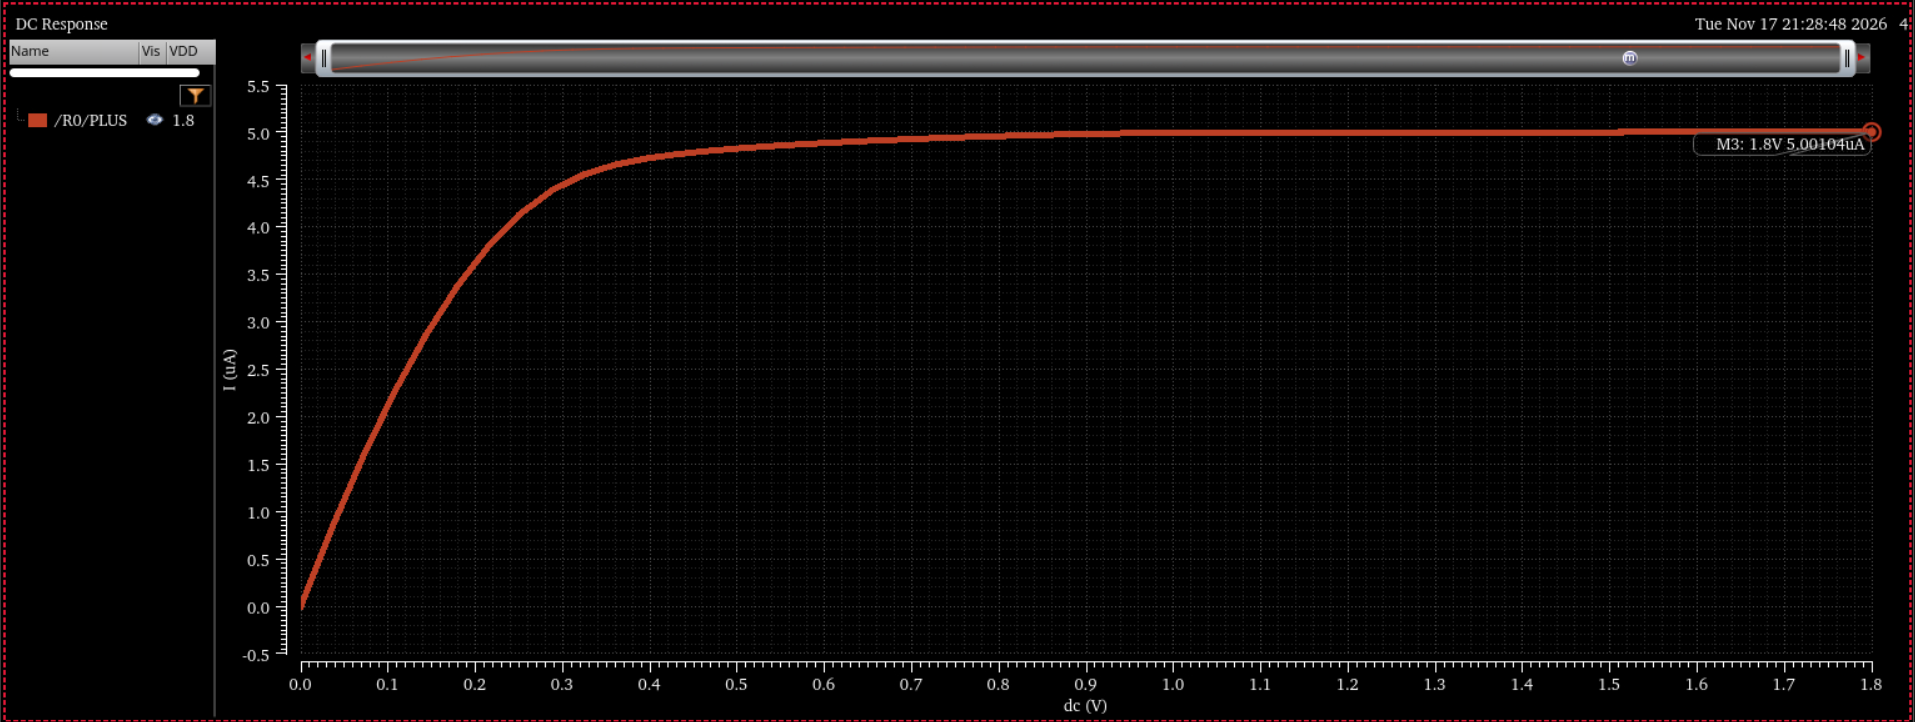 DC Response
Tue Nov 17 21:28:48 2026 4
Name Vis VDD
m
/R0/PLUS 1.8
5.5
5.0
4.5
4.0
3.5
3.0
2.5
2.0
1.5
1.0
0.5
0.0
-0.5
I (uA)
M3: 1.8V 5.00104uA
0.0 0.1 0.2 0.3 0.4 0.5 0.6 0.7 0.8 0.9 1.0 1.1 1.2 1.3 1.4 1.5 1.6 1.7 1.8
dc (V)